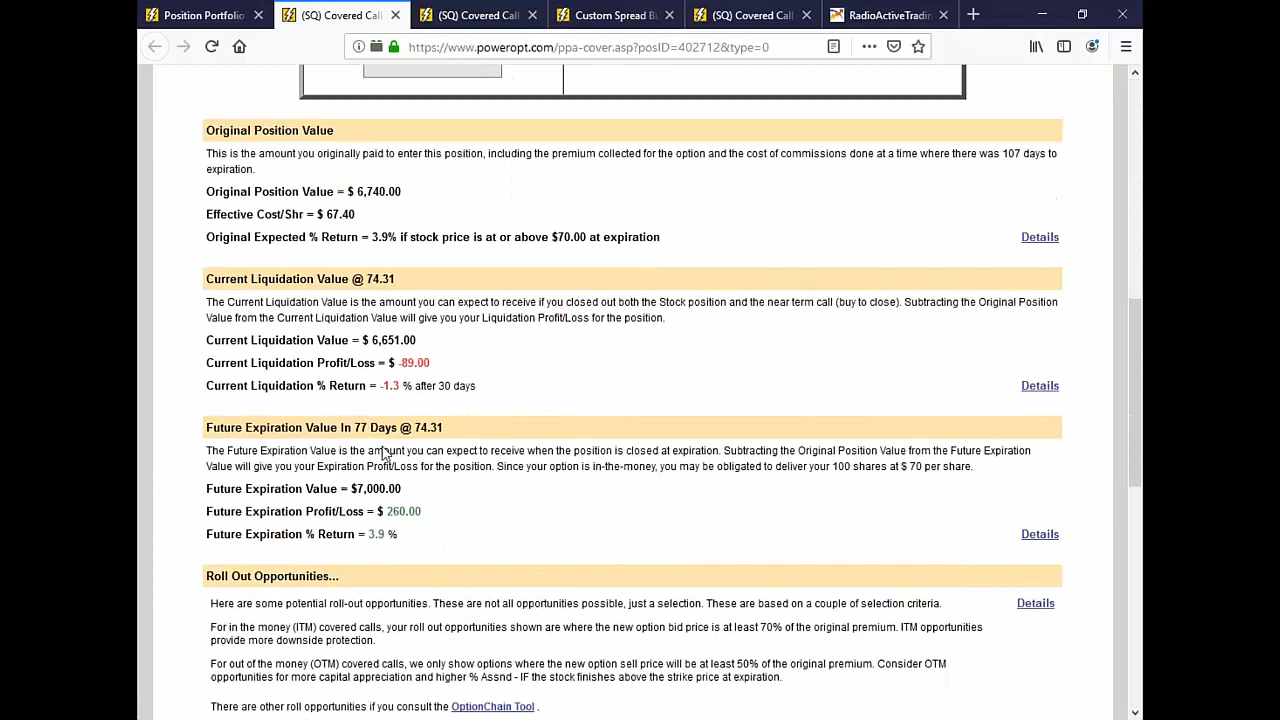 Position Portfolio
(SQ) Covered Call
(SQ) Covered Call
Custom Spread B
(SQ) Covered Call
RadioActiveTradin
https://www.poweropt.com/ppa-cover.asp?posID=402712&type=0
Original Position Value
This is the amount you originally paid to enter this position, including the premium collected for the option and the cost of commissions done at a time where there was 107 days to
expiration.
Original Position Value = $ 6,740.00
Effective Cost/Shr = $ 67.40
Original Expected % Return = 3.9% if stock price is at or above $70.00 at expiration Details
Current Liquidation Value @ 74.31
The Current Liquidation Value is the amount you can expect to receive if you closed out both the Stock position and the near term call (buy to close). Subtracting the Original Position
Value from the Current Liquidation Value will give you your Liquidation Profit/Loss for the position.
Current Liquidation Value = $ 6,651.00
Current Liquidation Profit/Loss = $ -89.00
Current Liquidation % Return = -1.3 % after 30 days Details
Future Expiration Value In 77 Days @ 74.31
The Future Expiration Value is the amount you can expect to receive when the position is closed at expiration. Subtracting the Original Position Value from the Future Expiration
Value will give you your Expiration Profit/Loss for the position. Since your option is in-the-money, you may be obligated to deliver your 100 shares at $ 70 per share.
Future Expiration Value = $7,000.00
Future Expiration Profit/Loss = $ 260.00
Future Expiration % Return = 3.9 % Details
Roll Out Opportunities...
Here are some potential roll-out opportunities. These are not all opportunities possible, just a selection. These are based on a couple of selection criteria. Details
For in the money (ITM) covered calls, your roll out opportunities shown are where the new option bid price is at least 70% of the original premium. ITM opportunities
provide more downside protection.
For out of the money (OTM) covered calls, we only show options where the new option sell price will be at least 50% of the original premium. Consider OTM
opportunities for more capital appreciation and higher % Assnd - IF the stock finishes above the strike price at expiration.
There are other roll opportunities if you consult the OptionChain Tool .